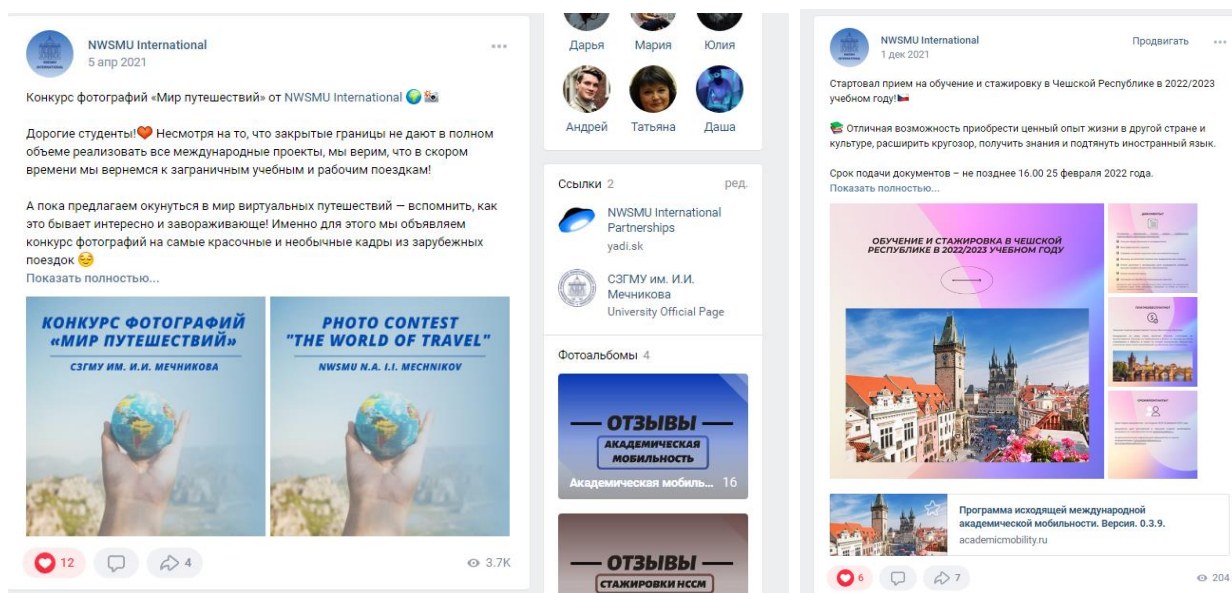 NWSMU International
5 апр 2021
Конкурс фотографий «Мир путешествий» от NWSMU International
Дорогие студенты! Несмотря на то, что закрытые границы не дают в полном
объеме реализовать все международные проекты, мы верим, что в скором
времени мы вернемся к заграничным учебным и рабочим поездкам!
А пока предлагаем окунуться в мир виртуальных путешествий — вспомнить, как
это бывает интересно и завораживающе! Именно для этого мы объявляем
конкурс фотографий на самые красочные и необычные кадры из зарубежных
поездок
Показать полностью...
КОНКУРС ФОТОГРАФИЙ
«МИР ПУТЕШЕСТВИЙ»
СЗГМУ ИМ. И.И. МЕЧНИКОВА
PHOTO CONTEST
"THE WORLD OF TRAVEL"
NWSMU N.A. I.I. MECHNIKOV
12
4
3.7K
Дарья Мария Юлия
Андрей Татьяна Даша
Ссылки 2 ред.
NWSMU International
Partnerships
yadi.sk
СЗГМУ им. И.И.
Мечникова
University Official Page
Фотоальбомы 4
ОТЗЫВЫ
АКАДЕМИЧЕСКАЯ
МОБИЛЬНОСТЬ
Академическая мобиль... 16
ОТЗЫВЫ
СТАЖИРОВКИ НССМ
NWSMU International
1 дек 2021
Продвигать
Стартовал прием на обучение и стажировку в Чешской Республике в 2022/2023
учебном году!
Отличная возможность приобрести ценный опыт жизни в другой стране и
культуре, расширить кругозор, получить знания и подтянуть иностранный язык.
Срок подачи документов – не позднее 16.00 25 февраля 2022 года.
Показать полностью...
ОБУЧЕНИЕ И СТАЖИРОВКА В ЧЕШСКОЙ
РЕСПУБЛИКЕ В 2022/2023 УЧЕБНОМ ГОДУ
Программа исходящей международной
академической мобильности. Версия. 0.3.9.
academicmobility.ru
6
7
204